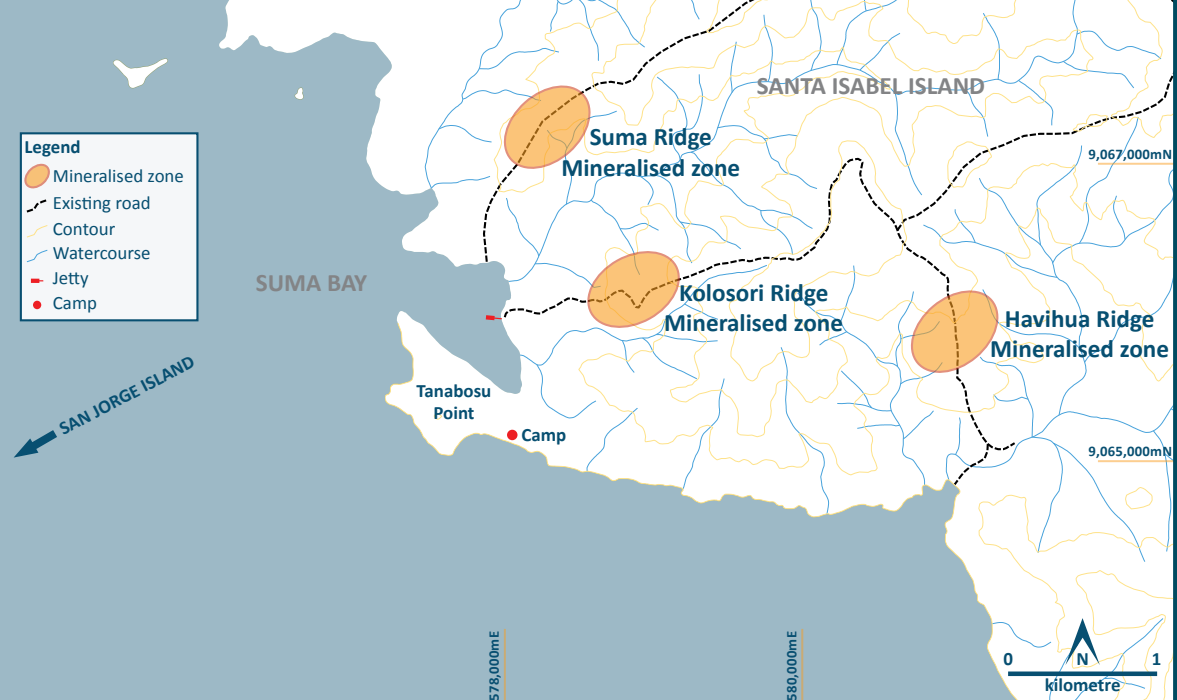 SANTA ISABEL ISLAND
Suma Ridge
Mineralised zone
9,067,000mN
Legend
Mineralised zone
Existing road
Contour
Watercourse
Jetty
Camp
SUMA BAY
Kolosori Ridge
Mineralised zone
Havihua Ridge
Mineralised zone
SAN JORGE ISLAND
Tanabosu
Point
Camp
9,065,000mN
578,000mE
580,000mE
0
N
1
kilometre